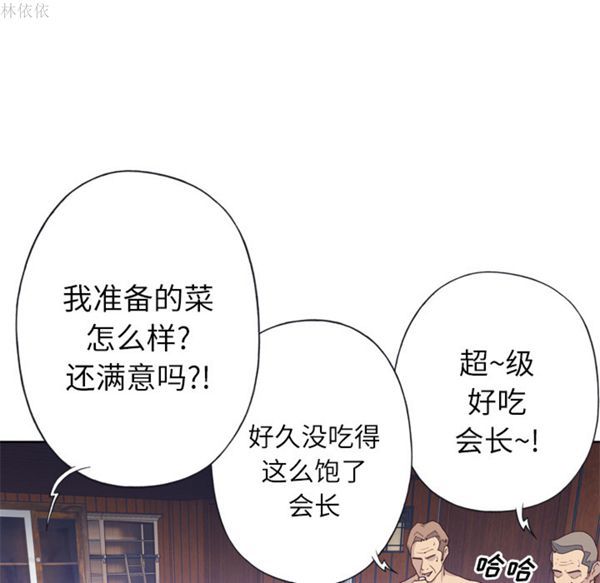 林依依
我准备的菜
怎么样?
还满意吗?!
好久没吃得
这么饱了
会长
超~级
好吃
会长~!
哈哈